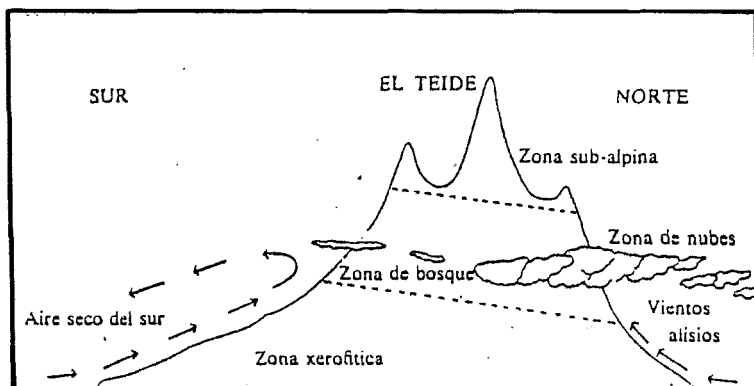 SUR
EL TEIDE
NORTE
Zona sub-alpina
Zona de nubes
Zona de bosque
Aire seco del sur
Vientos
alísios
Zona xerofítica